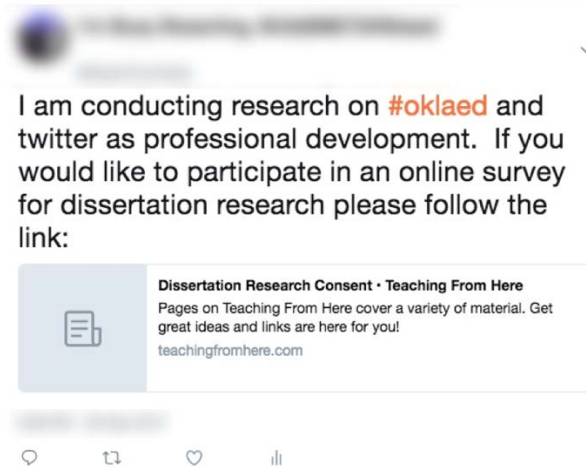 I am conducting research on #oklaed and
twitter as professional development.  If you
would like to participate in an online survey
for dissertation research please follow the
link:
Dissertation Research Consent • Teaching From Here
Pages on Teaching From Here cover a variety of material. Get
great ideas and links are here for you!
teachingfromhere.com